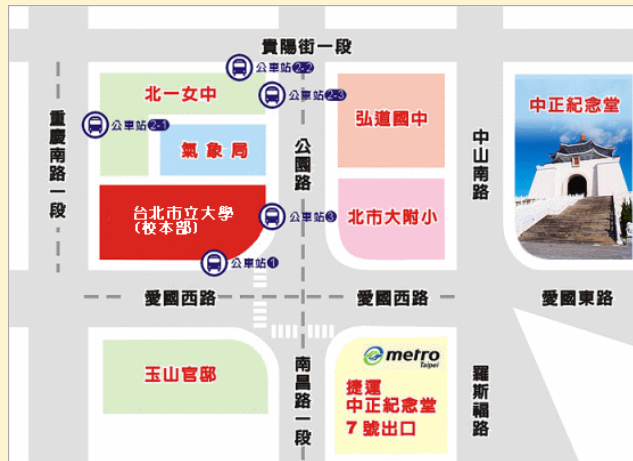 貴陽街一段
公車站2-2
北一女中
公車站2-3
弘道國中
中正紀念堂
公車站2-1
氣象局
重慶南路一段
公園路
中山南路
台北市立大學
(校本部)
公車站3
北市大附小
公車站1
愛國西路
愛國西路
愛國東路
玉山官邸
南昌路一段
metro
Taipei
捷運
中正紀念堂
7 號出口
羅斯福路